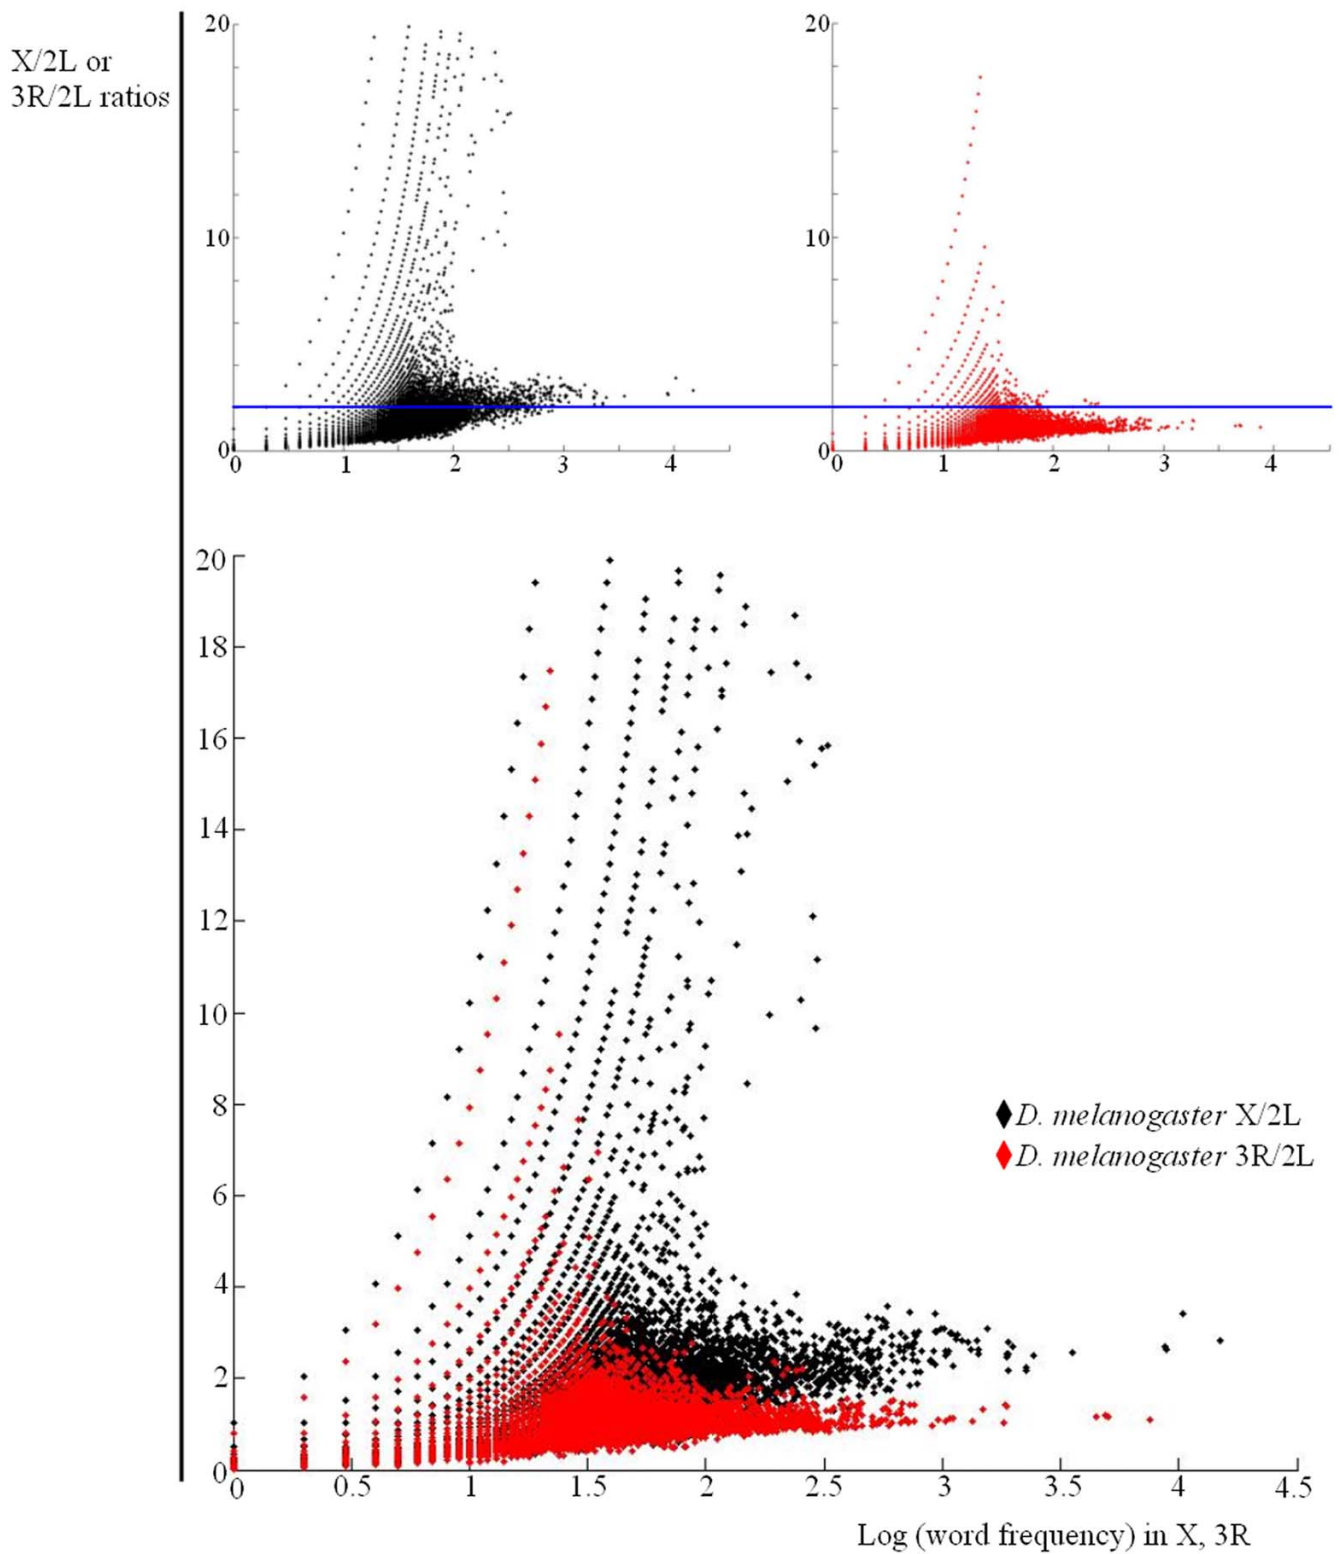 X/2L or
3R/2L ratios
20
10
0
0 1 2 3 4
20
10
0
0 1 2 3 4
20
18
16
14
12
10
8
6
4
2
0
0 0.5 1 1.5 2 2.5 3 3.5 4 4.5
D. melanogaster X/2L
D. melanogaster 3R/2L
Log (word frequency) in X, 3R